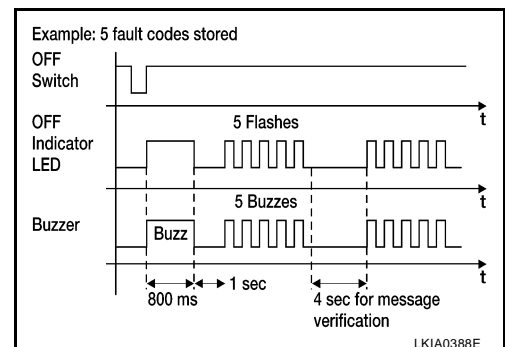 Example: 5 fault codes stored
OFF
Switch
t
OFF
Indicator
LED
5 Flashes
t
Buzzer
5 Buzzes
Buzz
t
800 ms
1 sec
4 sec for message
verification
LKIA0388E